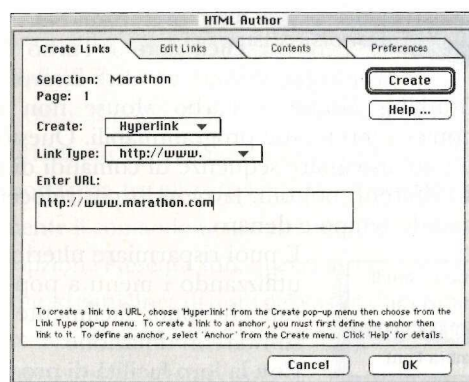 HTML Author
Create Links Edit Links Contents Preferences
Selection: Marathon
Page: 1
Create
Help ...
Create: Hyperlink
Link Type: http://www.
Enter URL:
http://www.marathon.com
To create a link to a URL, choose 'Hyperlink' from the Create pop-up menu then choose from the
Link Type pop-up menu. To create a link to an anchor, you must first define the anchor then
link to it. To define an anchor, select 'Anchor' from the Create menu. Click 'Help' for details.
Cancel OK